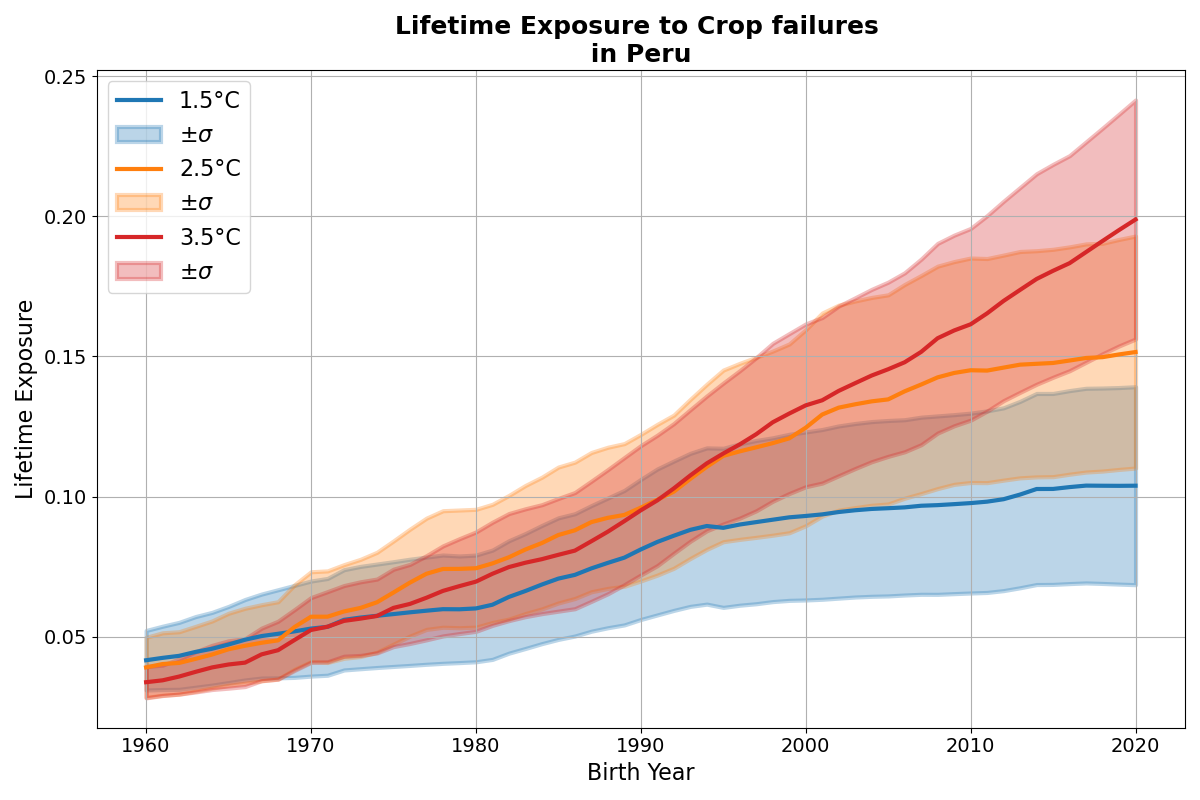 Lifetime Exposure to Crop failures
in Peru
1.5°C
±σ
2.5°C
±σ
3.5°C
±σ
Lifetime Exposure
0.25
0.20
0.15
0.10
0.05
1960 1970 1980 1990 2000 2010 2020
Birth Year